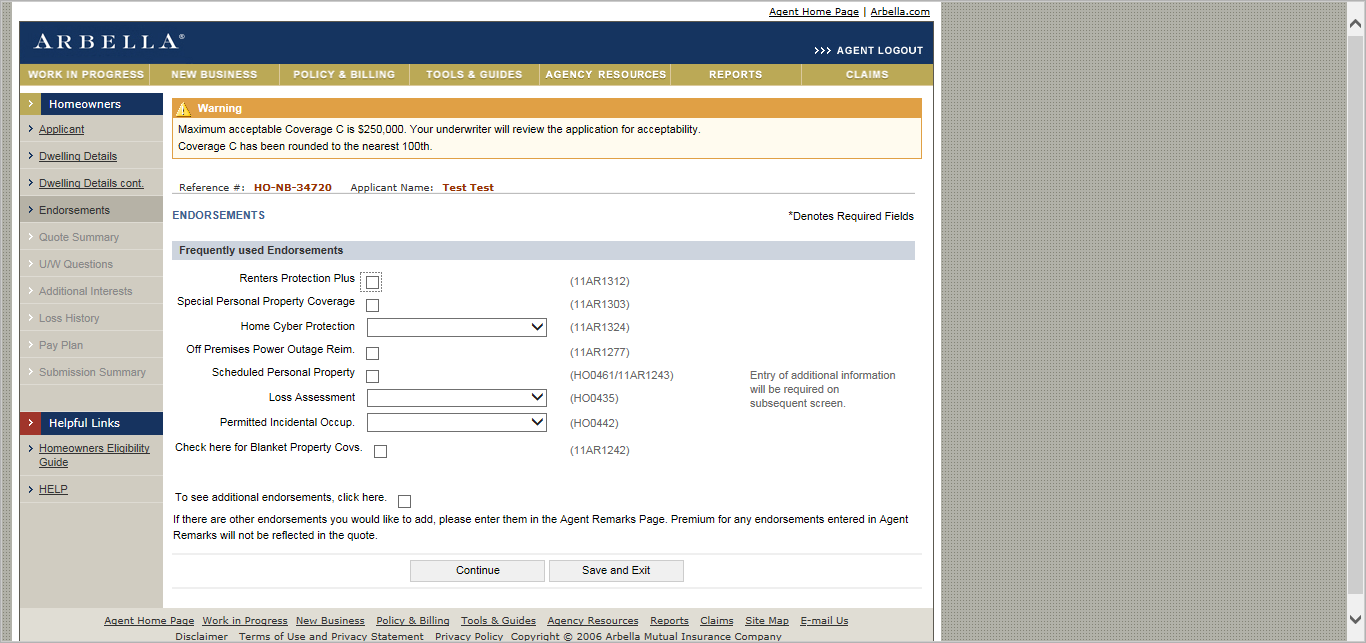 Agent Home Page | Arbella.com
ARBELLA®
>>> AGENT LOGOUT
WORK IN PROGRESS NEW BUSINESS POLICY & BILLING TOOLS & GUIDES AGENCY RESOURCES REPORTS CLAIMS
Homeowners
Applicant
Dwelling Details
Dwelling Details cont.
Endorsements
Quote Summary
U/W Questions
Additional Interests
Loss History
Pay Plan
Submission Summary
Helpful Links
Homeowners Eligibility
Guide
HELP
Warning
Maximum acceptable Coverage C is $250,000. Your underwriter will review the application for acceptability.
Coverage C has been rounded to the nearest 100th.
Reference #: HO-NB-34720 Applicant Name: Test Test
ENDORSEMENTS
*Denotes Required Fields
Frequently used Endorsements
Renters Protection Plus (11AR1312)
Special Personal Property Coverage (11AR1303)
Home Cyber Protection (11AR1324)
Off Premises Power Outage Reim. (11AR1277)
Scheduled Personal Property (HO0461/11AR1243)
Entry of additional information
will be required on
subsequent screen.
Loss Assessment (HO0435)
Permitted Incidental Occup. (HO0442)
Check here for Blanket Property Covs. (11AR1242)
To see additional endorsements, click here.
If there are other endorsements you would like to add, please enter them in the Agent Remarks Page. Premium for any endorsements entered in Agent
Remarks will not be reflected in the quote.
Continue Save and Exit
Agent Home Page Work in Progress New Business Policy & Billing Tools & Guides Agency Resources Reports Claims Site Map E-mail Us
Disclaimer Terms of Use and Privacy Statement Privacy Policy Copyright © 2006 Arbella Mutual Insurance Company